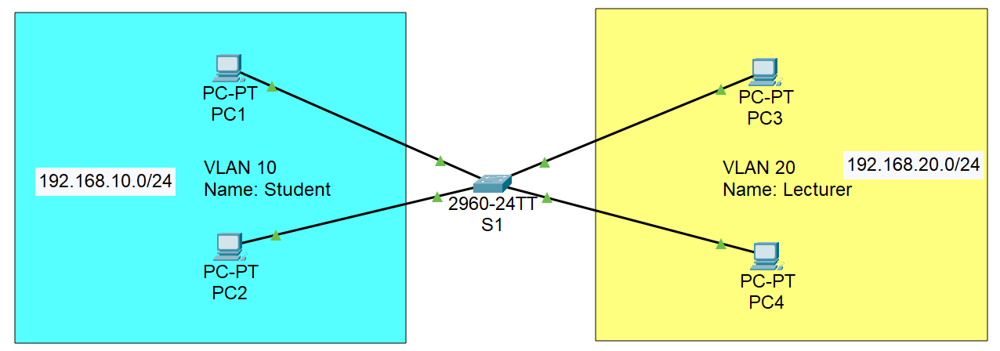 PC-PT
PC1
192.168.10.0/24
VLAN 10
Name: Student
PC-PT
PC2
2960-24TT
S1
PC-PT
PC3
VLAN 20
Name: Lecturer
192.168.20.0/24
PC-PT
PC4